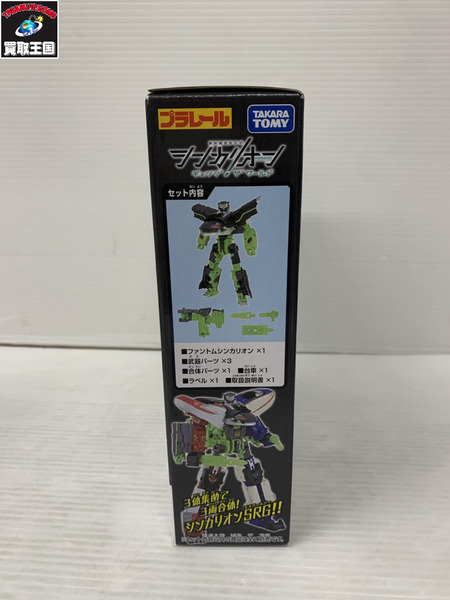 TREASURE KINGDOM
買取王国
プラレール
TAKARA
TOMY
シンカリオン
チェンジ ザ ワールド
セット内容
■ファントムシンカリオン ×1
■武器パーツ ×3
■合体パーツ ×1 ■台車 ×1
■ラベル ×1 ■取扱説明書 ×1
3体集めて
3両合体!
シンカリオンSRG!!